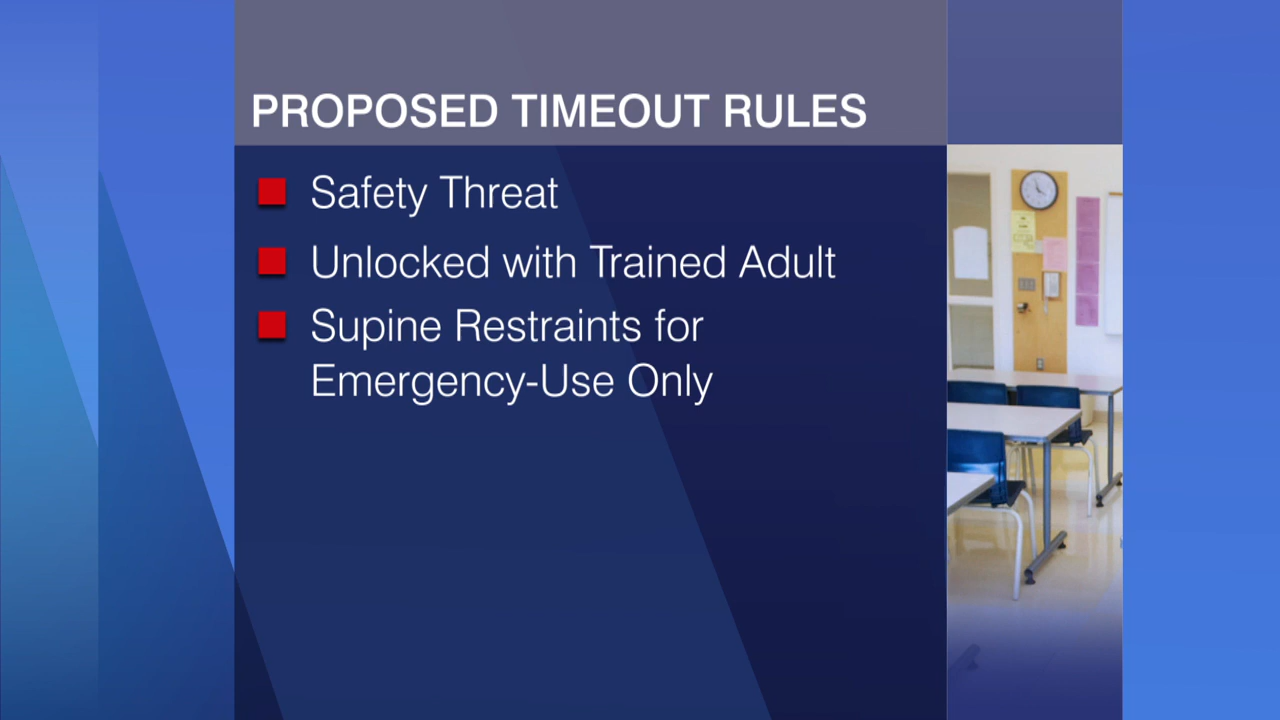 PROPOSED TIMEOUT RULES
Safety Threat
Unlocked with Trained Adult
Supine Restraints for
Emergency-Use Only